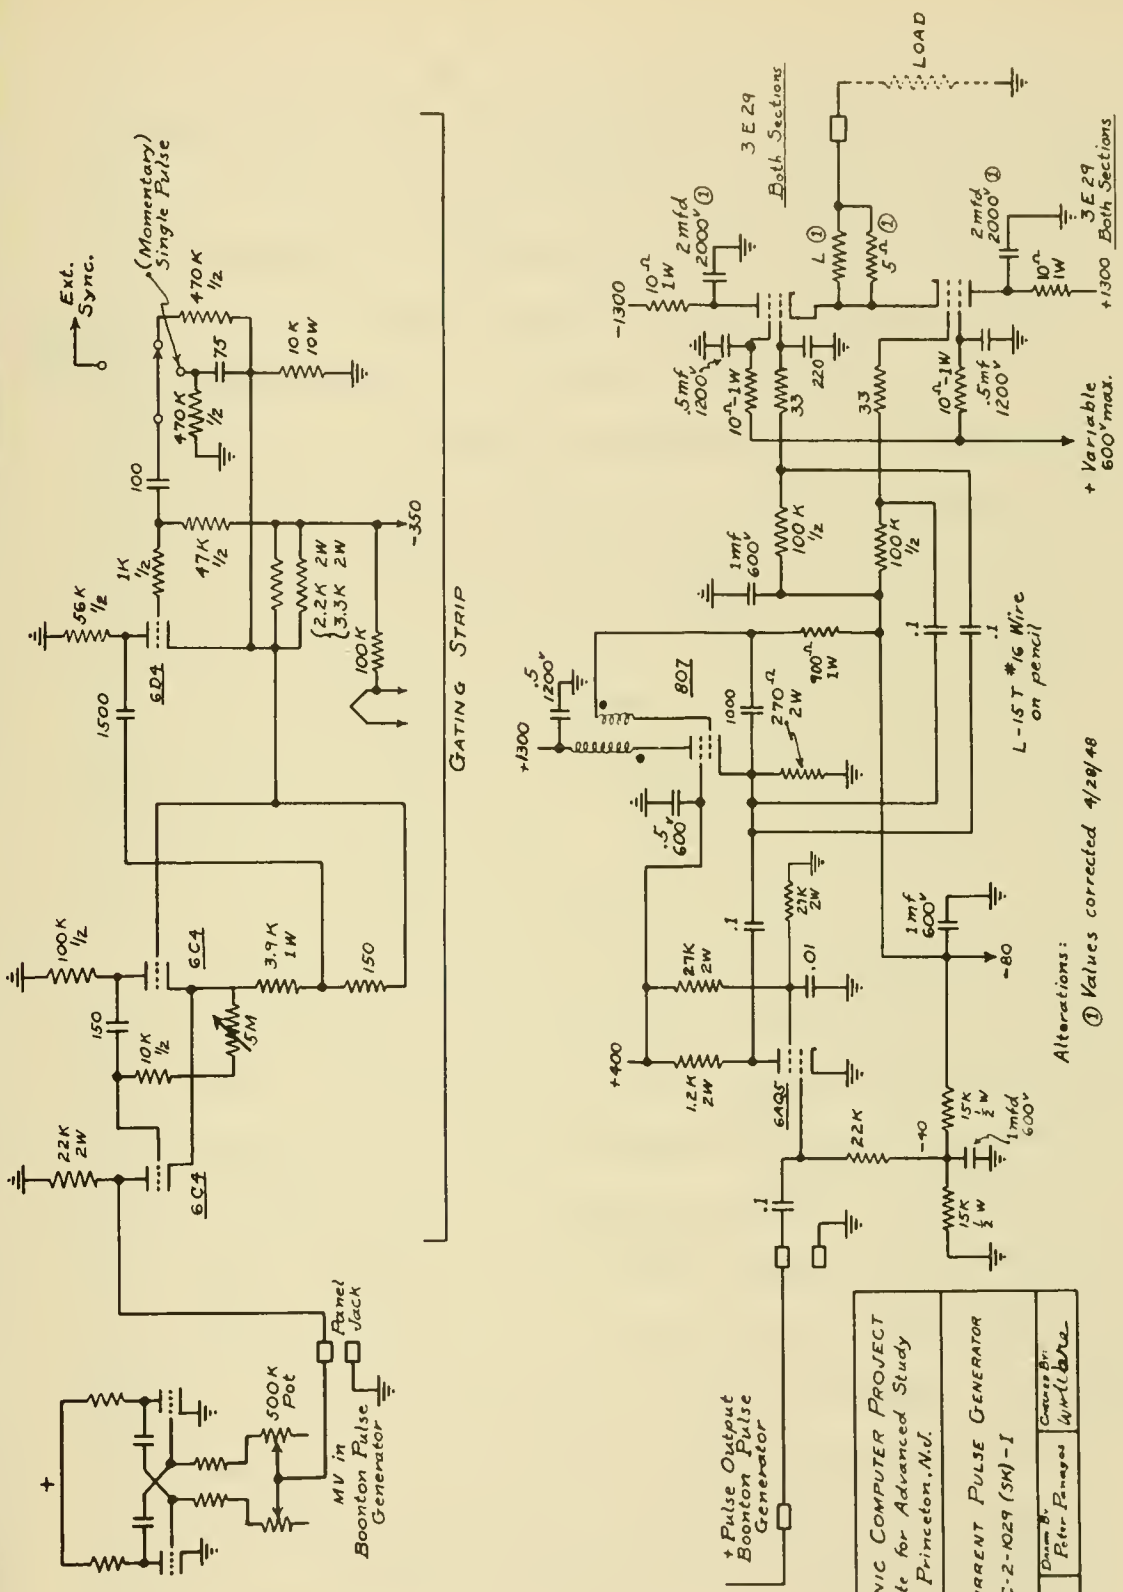 +
MV in
Boonton Pulse
Generator
500K
Pot
Panel
Jack
22K
2W
6C4
150
10K
1/2
.5M
100K
1/2
6C4
3.9K
1W
150
1500
56K
1/2
6D4
1K
1/2
100
47K
1/2
(2.2K 2W
3.3K 2W
100K
-350
470K
1/2
75
10K
10W
470K
1/2
(Momentary)
Single Pulse
Ext.
Sync.
GATING STRIP
+ Pulse Output
Boonton Pulse
Generator
.1
22K
-40
15K
½ W
15K
½ W
1mfd
600v
6AQ5
+400
1.2K
2W
27K
2W
.01
27K
2W
.1
1mf
600v
-80
.5
600v
+1300
.5
1200v
807
1000
270Ω
2W
900Ω
1W
1mf
600v
100K
1/2
100K
1/2
.1
.1
L-15T #16 Wire
on pencil
33
33
10Ω-1W
.5mf
1200v
220
10Ω-1W
.5mf
1200v
+ Variable
600v max.
-1300
10Ω
1W
2mfd
2000v ①
3E29
Both Sections
L ①
5Ω ①
LOAD
2mfd
2000v ①
10Ω
1W
+1300
3E29
Both Sections
Alterations:
① Values corrected 4/28/48
NIC COMPUTER PROJECT
te for Advanced Study
Princeton, N.J.
RRENT PULSE GENERATOR
-2-1029 (SK)-I
Drawn By
Peter Panagos
Checked By:
WHWare